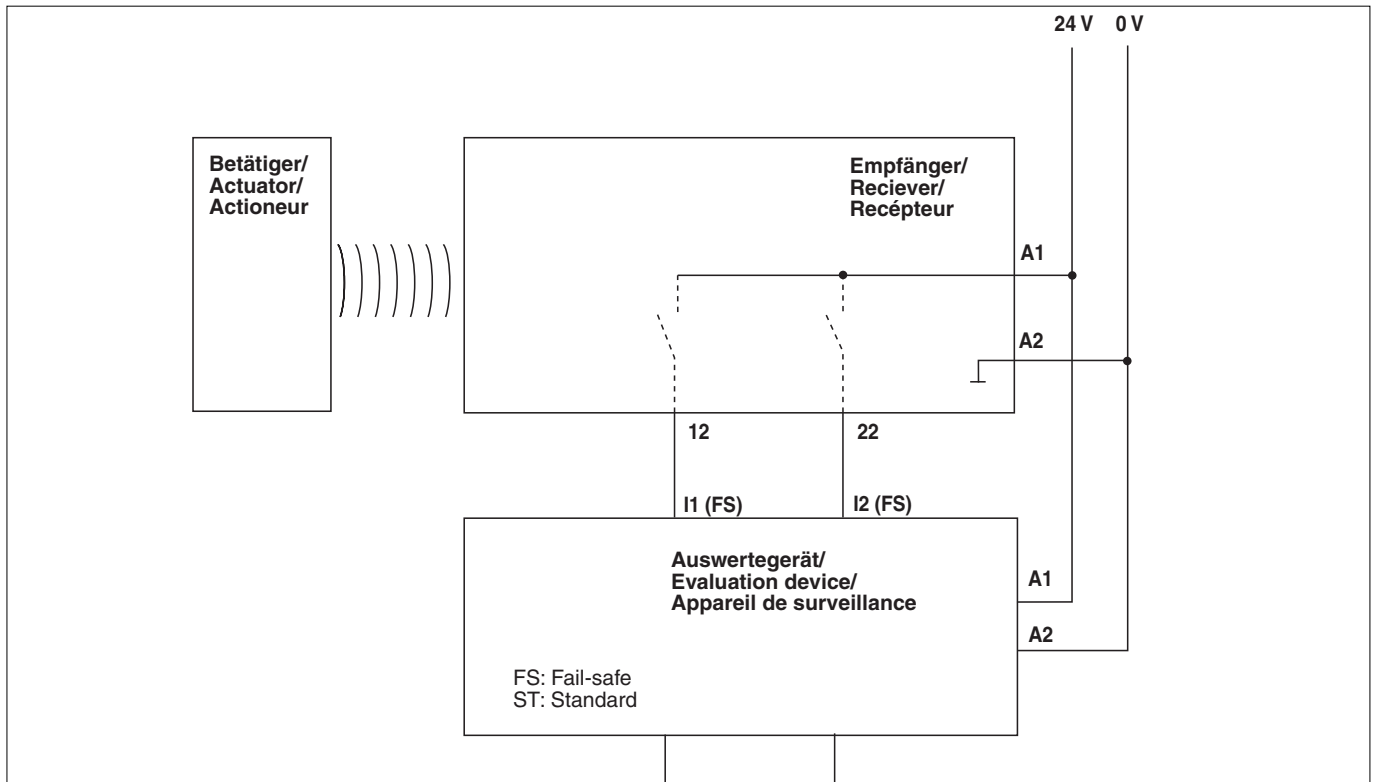 24 V 0 V
Betätiger/
Actuator/
Actioneur
Empfänger/
Reciever/
Recépteur
A1
A2
12 22
I1 (FS) I2 (FS)
Auswertegerät/
Evaluation device/
Appareil de surveillance
A1
A2
FS: Fail-safe
ST: Standard